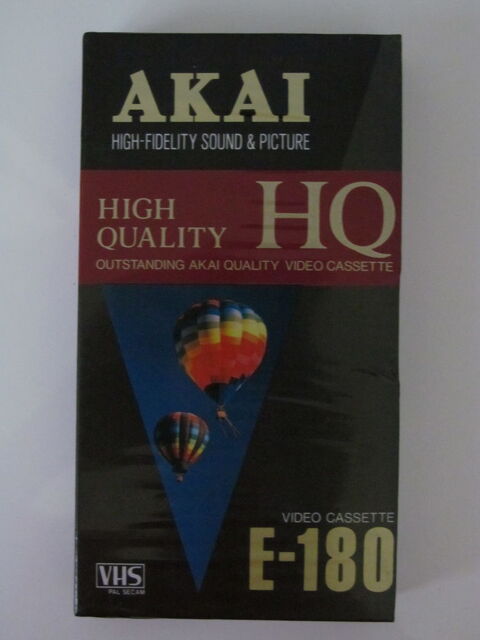 AKAI
HIGH-FIDELITY SOUND & PICTURE
HIGH
QUALITY
HQ
OUTSTANDING AKAI QUALITY VIDEO CASSETTE
VIDEO CASSETTE
E-180
VHS
PAL SECAM